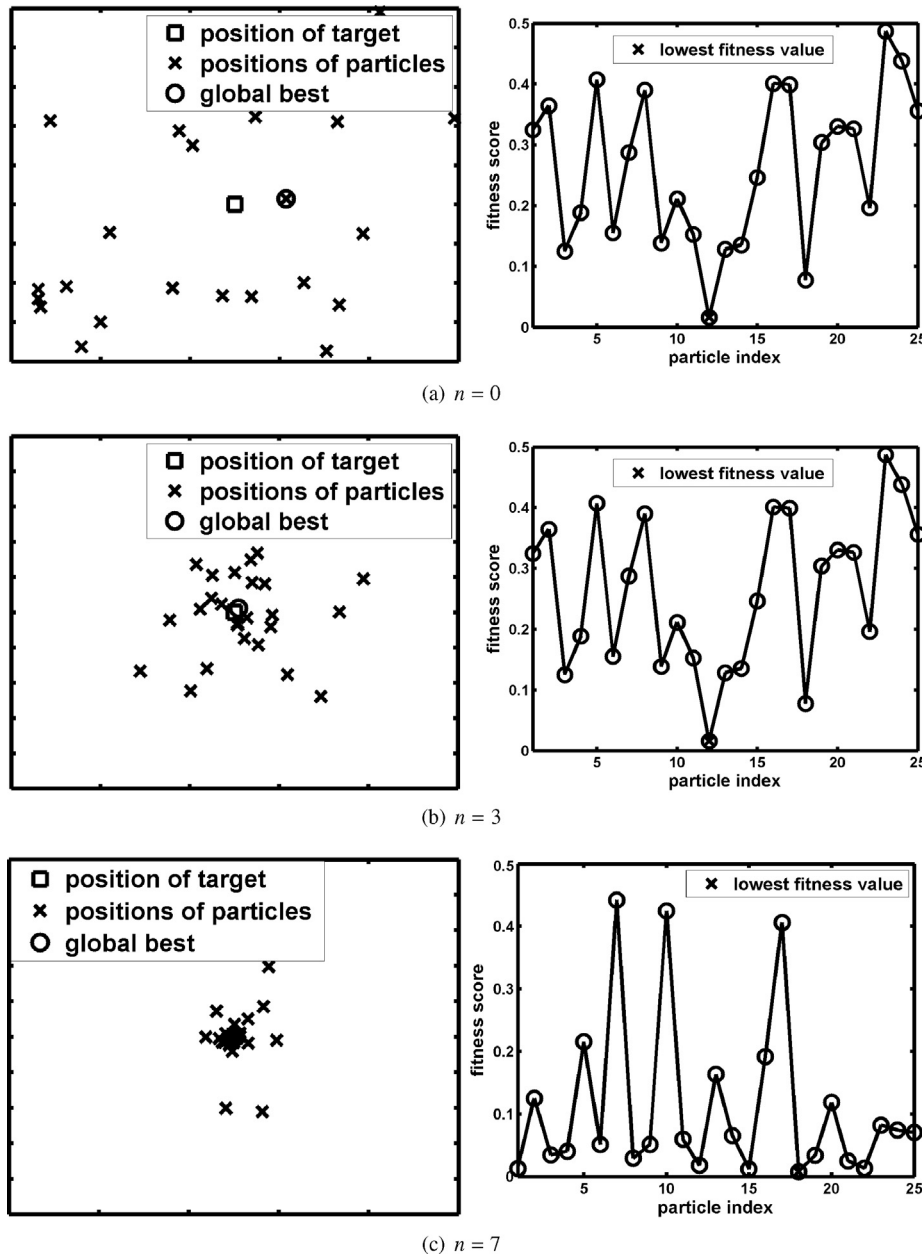 position of target
positions of particles
global best
0.5
0.4
0.3
0.2
0.1
0
fitness score
lowest fitness value
5
10
15
20
25
particle index
(a) n = 0
position of target
positions of particles
global best
0.5
0.4
0.3
0.2
0.1
0
fitness score
lowest fitness value
5
10
15
20
25
particle index
(b) n = 3
position of target
positions of particles
global best
0.5
0.4
0.3
0.2
0.1
0
fitness score
lowest fitness value
5
10
15
20
25
particle index
(c) n = 7